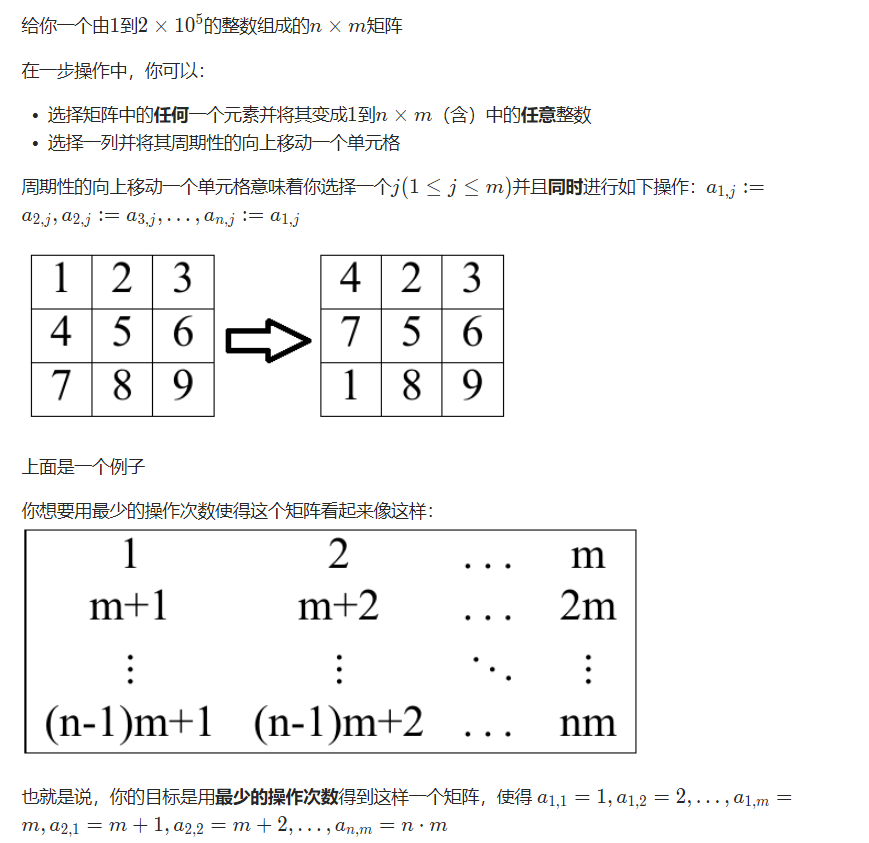 给你一个由1到2 × 10^5的整数组成的n × m矩阵
在一步操作中，你可以：
• 选择矩阵中的任何一个元素并将其变成1到n × m（含）中的任意整数
• 选择一列并将其周期性的向上移动一个单元格
周期性的向上移动一个单元格意味着你选择一个j(1 ≤ j ≤ m)并且同时进行如下操作：a_{1,j} :=
a_{2,j}, a_{2,j} := a_{3,j}, . . . , a_{n,j} := a_{1,j}
1 2 3 4 2 3
4 5 6 7 5 6
7 8 9 1 8 9
上面是一个例子
你想要用最少的操作次数使得这个矩阵看起来像这样：
1 2 . . . m
m+1 m+2 . . . 2m
⋮ ⋮ ⋱ ⋮
(n-1)m+1 (n-1)m+2 . . . nm
也就是说，你的目标是用最少的操作次数得到这样一个矩阵，使得 a_{1,1} = 1, a_{1,2} = 2, . . . , a_{1,m} =
m, a_{2,1} = m + 1, a_{2,2} = m + 2, . . . , a_{n,m} = n · m